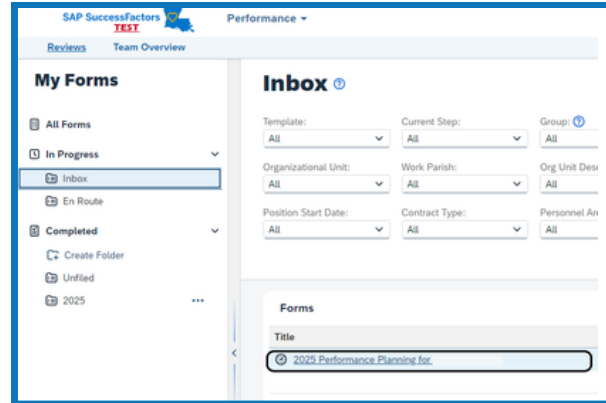 SAP SuccessFactors
TEST
Performance
Reviews Team Overview
My Forms
All Forms
In Progress
Inbox
En Route
Completed
Create Folder
Unfiled
2025
Inbox
Template: Current Step: Group:
All All All
Organizational Unit: Work Parish: Org Unit Desc
All All All
Position Start Date: Contract Type: Personnel Are
All All All
Forms
Title
2025 Performance Planning for